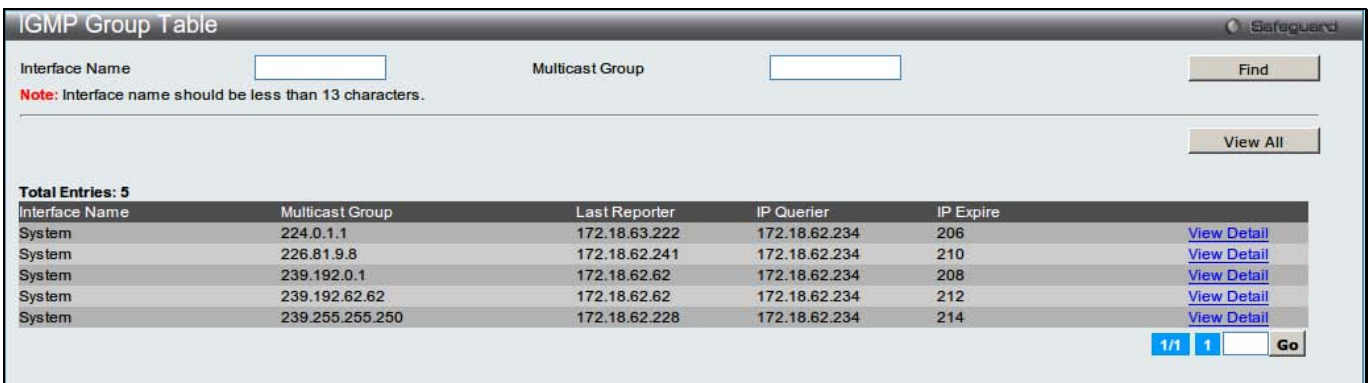 IGMP Group Table Safeguard
Interface Name Multicast Group Find
Note: Interface name should be less than 13 characters.
View All
Total Entries: 5
Interface Name Multicast Group Last Reporter IP Querier IP Expire
System 224.0.1.1 172.18.63.222 172.18.62.234 206 View Detail
System 226.81.9.8 172.18.62.241 172.18.62.234 210 View Detail
System 239.192.0.1 172.18.62.62 172.18.62.234 208 View Detail
System 239.192.62.62 172.18.62.62 172.18.62.234 212 View Detail
System 239.255.255.250 172.18.62.228 172.18.62.234 214 View Detail
1/1 1 Go